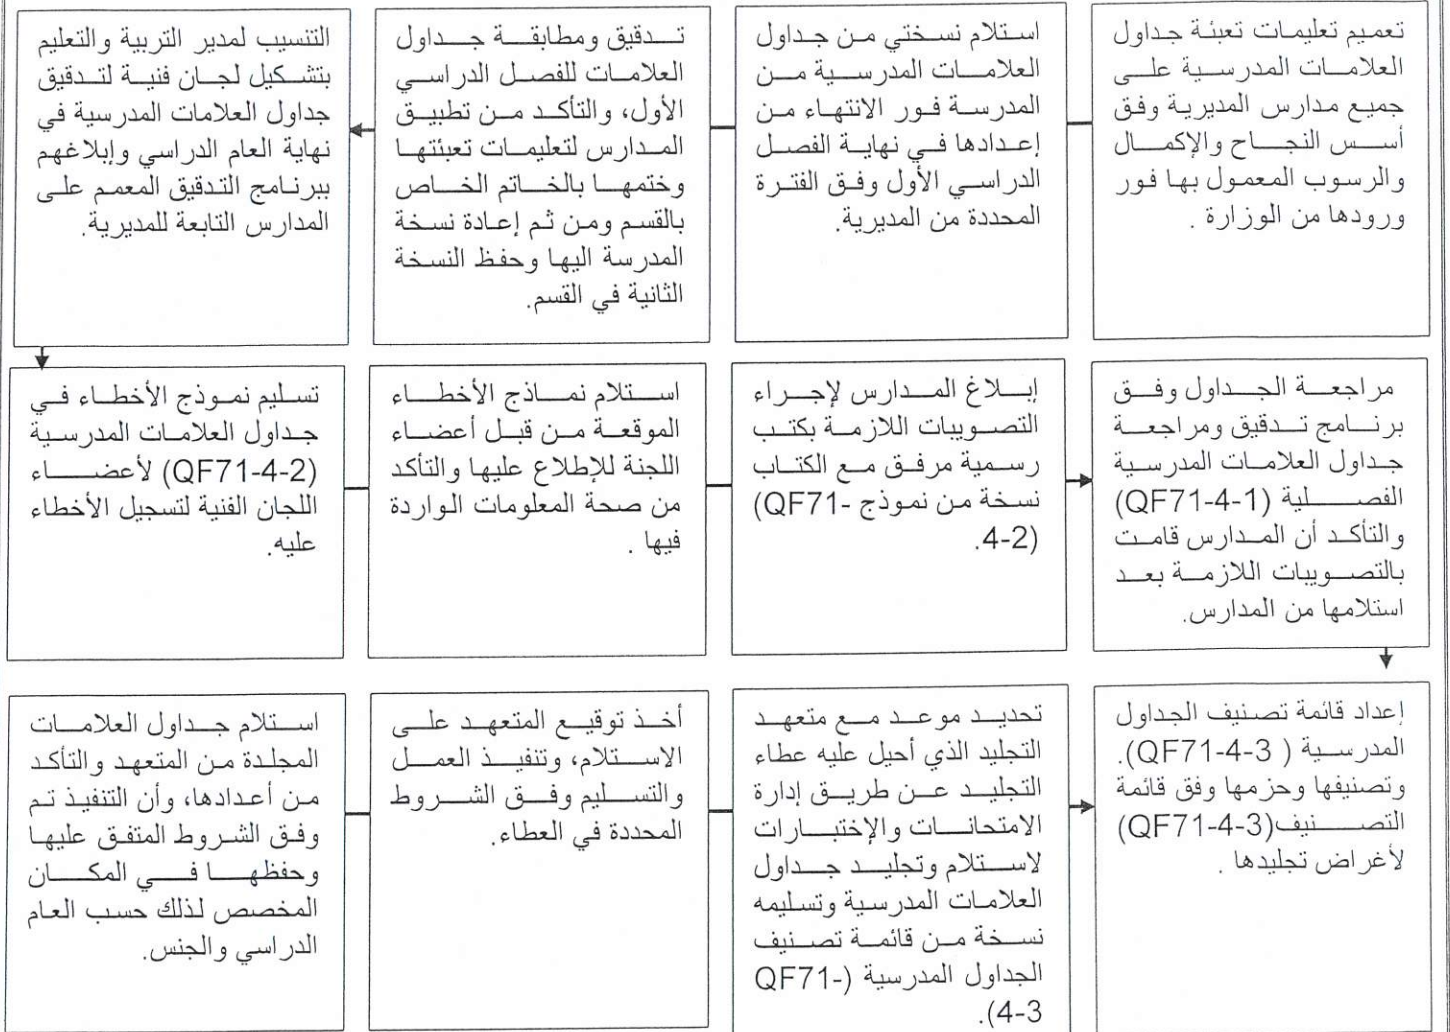 تعميم تعليمات تعبئة جداول
العلامات المدرسية على
جميع مدارس المديرية وفق
أسس النجاح والإكمال
والرسوب المعمول بها فور
ورودها من الوزارة .
استلام نسختي من جداول
العلامات المدرسية من
المدرسة فور الانتهاء من
إعدادها في نهاية الفصل
الدراسي الأول وفق الفترة
المحددة من المديرية.
تدقيق ومطابقة جداول
العلامات للفصل الدراسي
الأول، والتأكد من تطبيق
المدارس لتعليمات تعبئتها
وختمها بالخاتم الخاص
بالقسم ومن ثم إعادة نسخة
المدرسة اليها وحفظ النسخة
الثانية في القسم.
التنسيب لمدير التربية والتعليم
بتشكيل لجان فنية لتدقيق
جداول العلامات المدرسية في
نهاية العام الدراسي وإبلاغهم
ببرنامج التدقيق المعمم على
المدارس التابعة للمديرية.
تسليم نموذج الأخطاء في
جداول العلامات المدرسية
(QF71-4-2) لأعضاء
اللجان الفنية لتسجيل الأخطاء
عليه.
استلام نماذج الأخطاء
الموقعة من قبل أعضاء
اللجنة للإطلاع عليها والتأكد
من صحة المعلومات الواردة
فيها .
إبلاغ المدارس لإجراء
التصويبات اللازمة بكتب
رسمية مرفق مع الكتاب
نسخة من نموذج (QF71-
4-2).
مراجعة الجداول وفق
برنامج تدقيق ومراجعة
جداول العلامات المدرسية
الفصلية (QF71-4-1)
والتأكد أن المدارس قامت
بالتصويبات اللازمة بعد
استلامها من المدارس.
إعداد قائمة تصنيف الجداول
المدرسية ( QF71-4-3).
وتصنيفها وحزمها وفق قائمة
التصنيف(QF71-4-3)
لأغراض تجليدها .
تحديد موعد مع متعهد
التجليد الذي أحيل عليه عطاء
التجليد عن طريق إدارة
الامتحانات والإختبارات
لاستلام وتجليد جداول
العلامات المدرسية وتسليمه
نسخة من قائمة تصنيف
الجداول المدرسية (QF71-
4-3).
أخذ توقيع المتعهد على
الاستلام، وتنفيذ العمل
والتسليم وفق الشروط
المحددة في العطاء.
استلام جداول العلامات
المجلدة من المتعهد والتأكد
من أعدادها، وأن التنفيذ تم
وفق الشروط المتفق عليها
وحفظها في المكان
المخصص لذلك حسب العام
الدراسي والجنس.